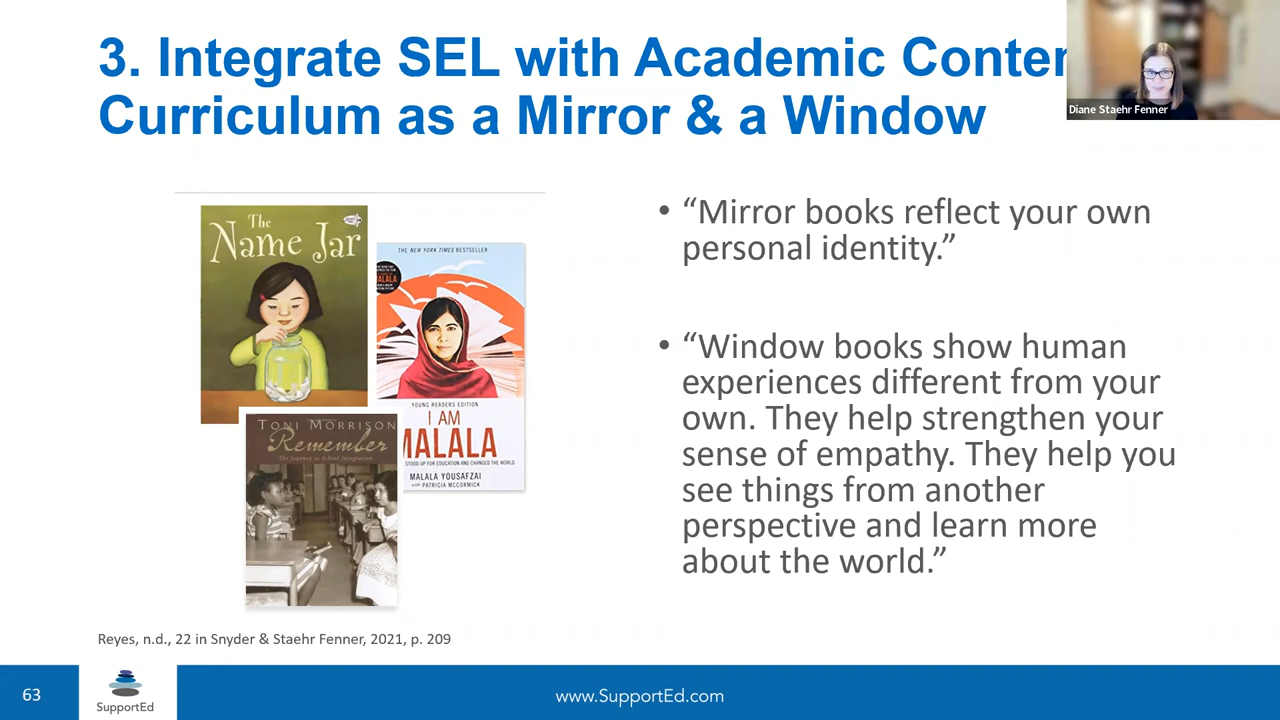 3. Integrate SEL with Academic Conten
Curriculum as a Mirror & a Window
Diane Staehr Fenner
The
Name Jar
THE NEW YORK TIMES BESTSELLER
MALALA
YOUNG READERS EDITION
I AM
MALALA
STOOD UP FOR EDUCATION AND CHANGED THE WORLD
MALALA YOUSAFZAI
with PATRICIA MCCORMICK
TONI MORRISON
Remember
The Journey to School Integration
• “Mirror books reflect your own
personal identity.”
• “Window books show human
experiences different from your
own. They help strengthen your
sense of empathy. They help you
see things from another
perspective and learn more
about the world.”
Reyes, n.d., 22 in Snyder & Staehr Fenner, 2021, p. 209
63
SupportEd
www.SupportEd.com